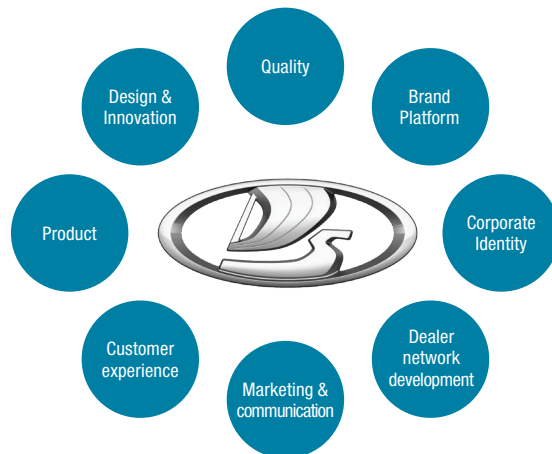 Quality
Design &
Innovation
Brand
Platform
Product
Corporate
Identity
Customer
experience
Dealer
network
development
Marketing &
communication